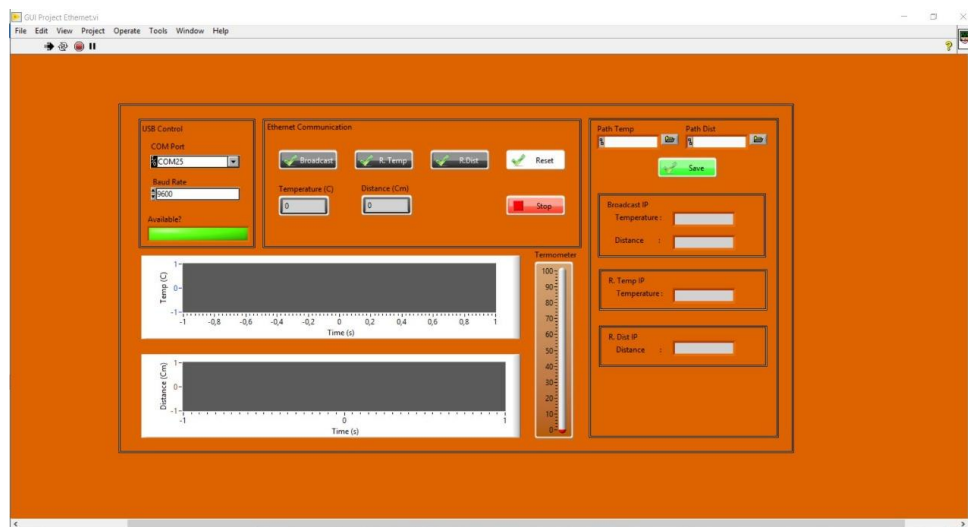 GUI Project Ethernet.vi
File Edit View Project Operate Tools Window Help
USB Control
COM Port
COM25
Baud Rate
9600
Available?
Ethernet Communication
Broadcast
R. Temp
R.Dist
Reset
Temperature (C)
0
Distance (Cm)
0
Stop
Path Temp
Path Dist
Save
Broadcast IP
Temperature :
Distance :
R. Temp IP
Temperature :
R. Dist IP
Distance :
Temp (C)
1
0
-1
-1 -0,8 -0,6 -0,4 -0,2 0 0,2 0,4 0,6 0,8 1
Time (s)
Distance (Cm)
1
0
-1
-1 0 1
Time (s)
Termometer
100
90
80
70
60
50
40
30
20
10
0